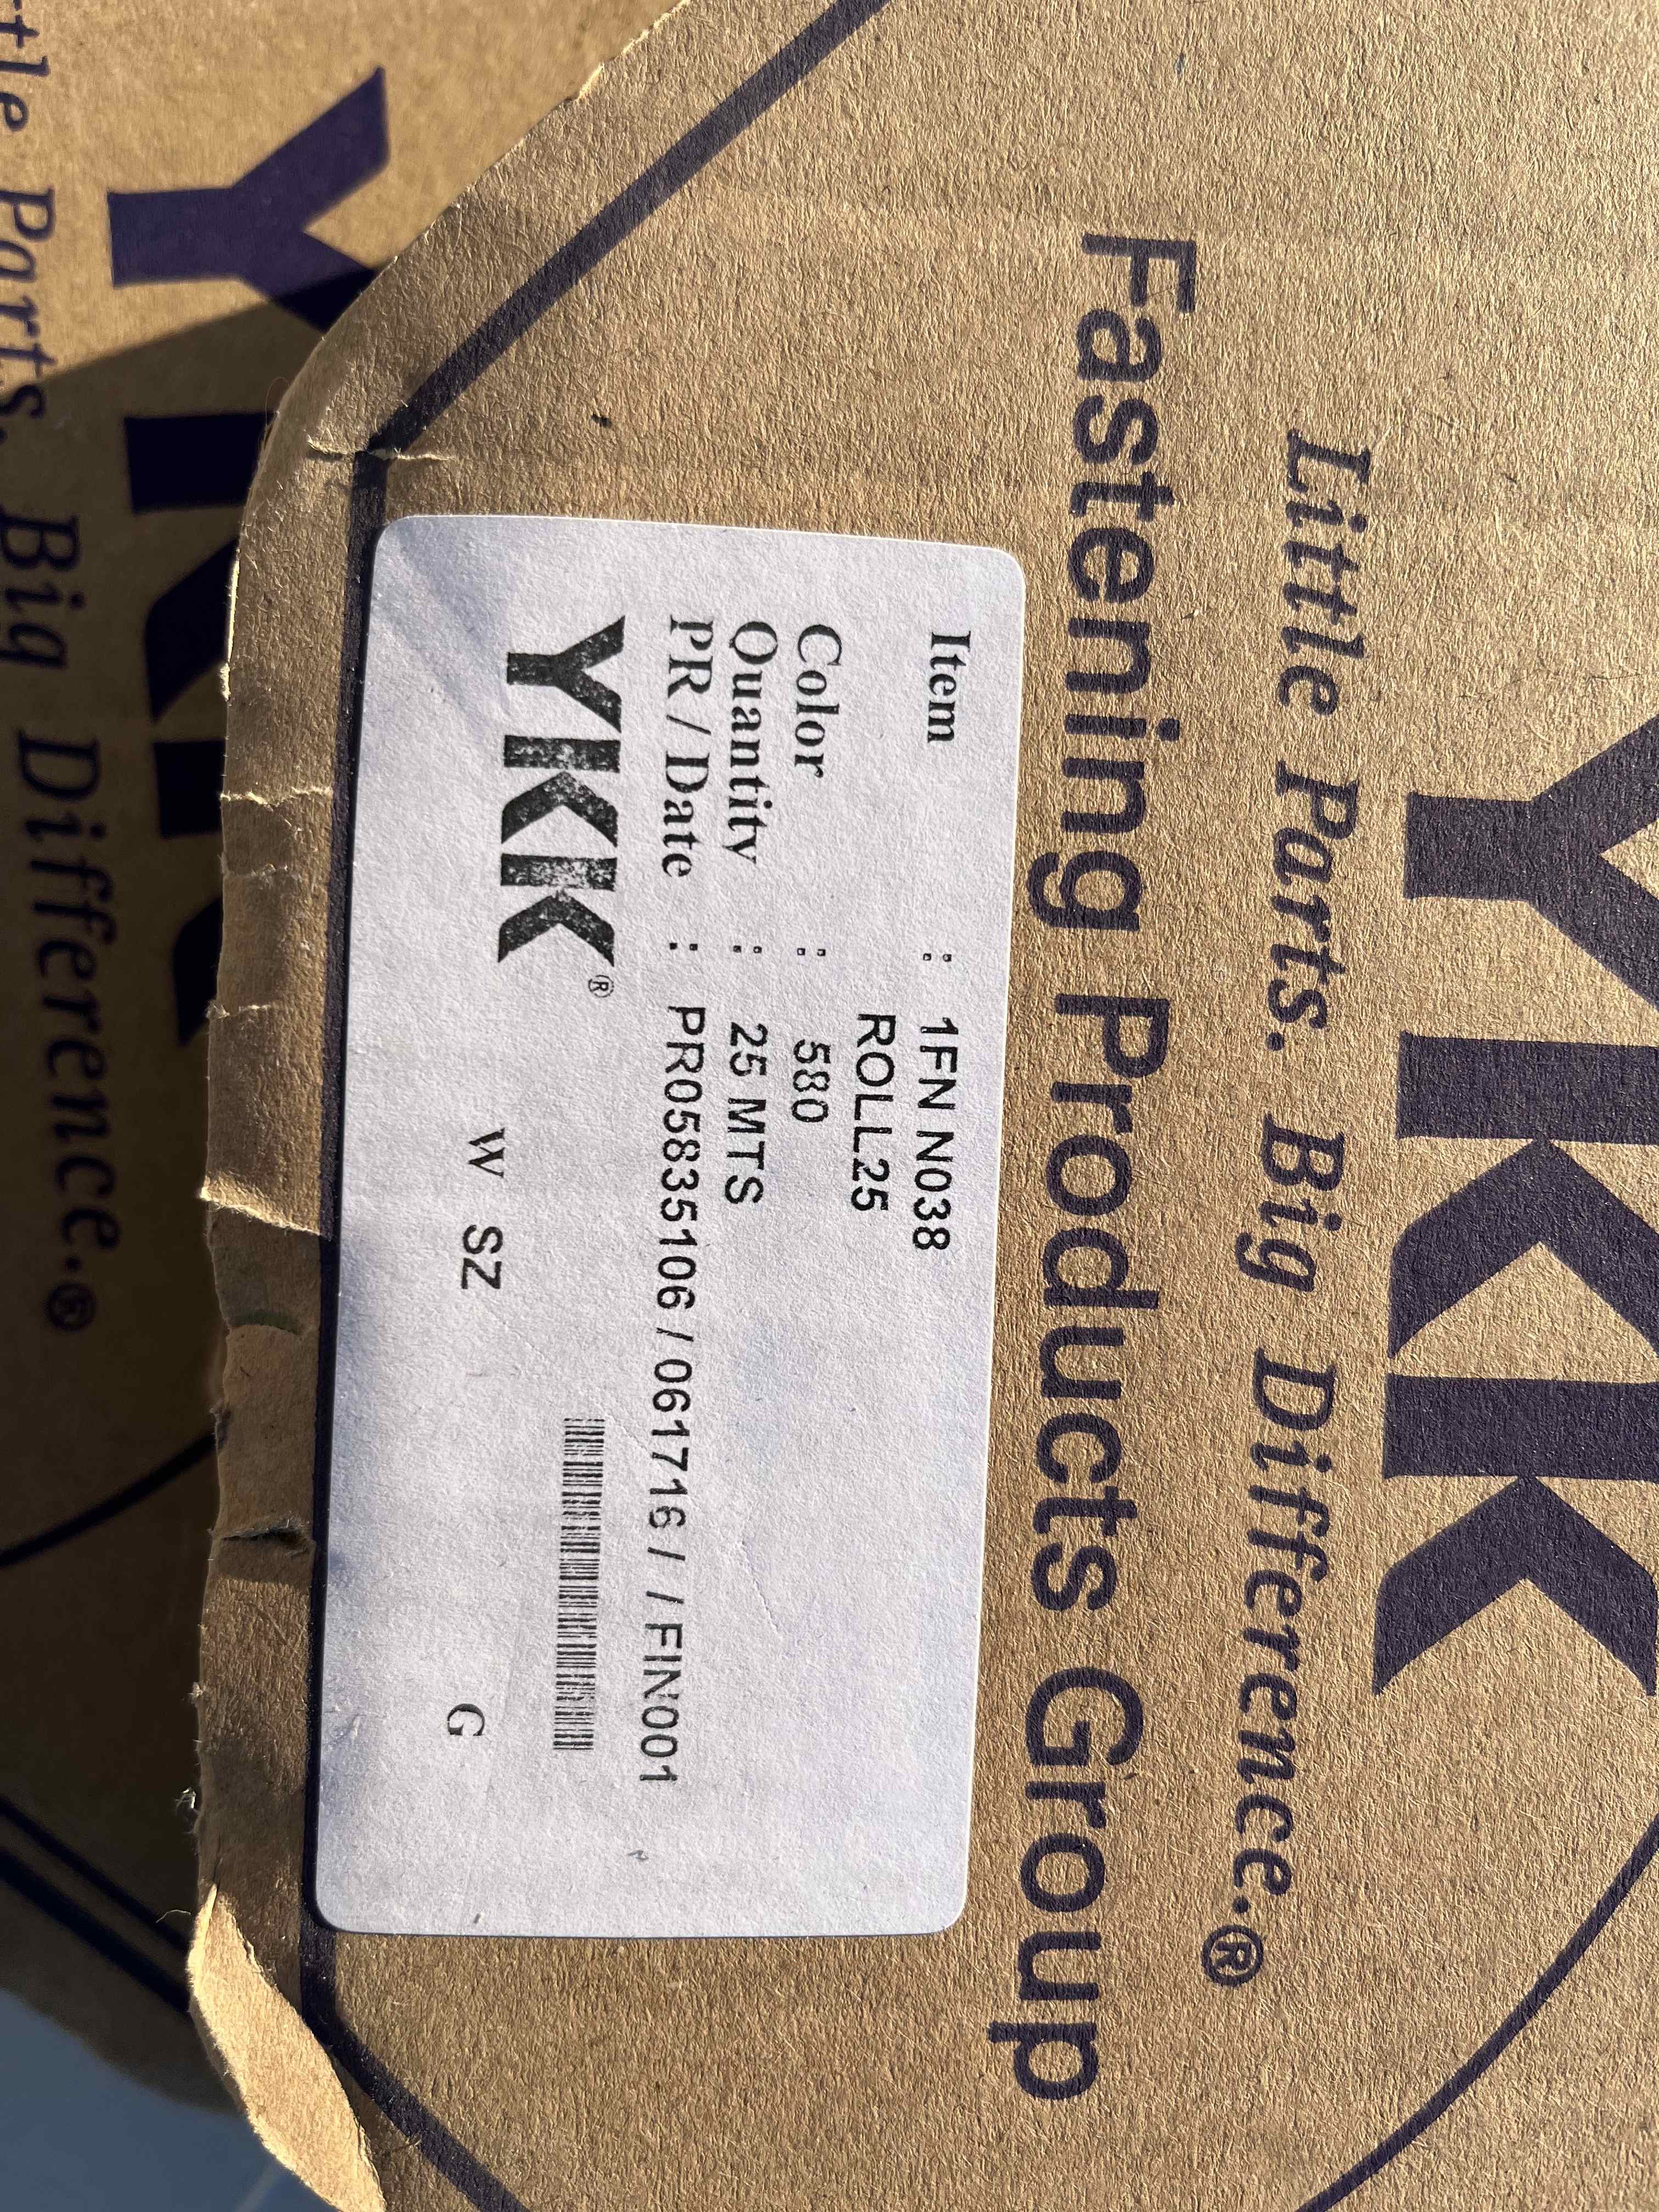 YKK
Little Parts. Big Difference.®
Fastening Products Group
Item : 1FN N038
ROLL25
Color : 580
Quantity : 25 MTS
PR / Date : PR05835106 / 061716 / / FIN001
YKK®
W SZ G
YKK
Parts. Big Difference.®